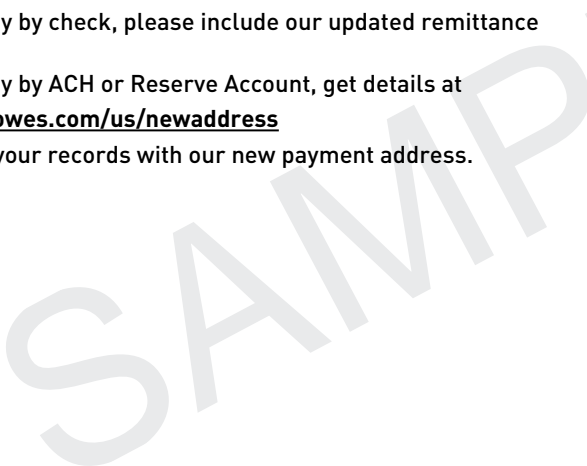 y by check, please include our updated remittance
y by ACH or Reserve Account, get details at
owes.com/us/newaddress
your records with our new payment address.
SAMP